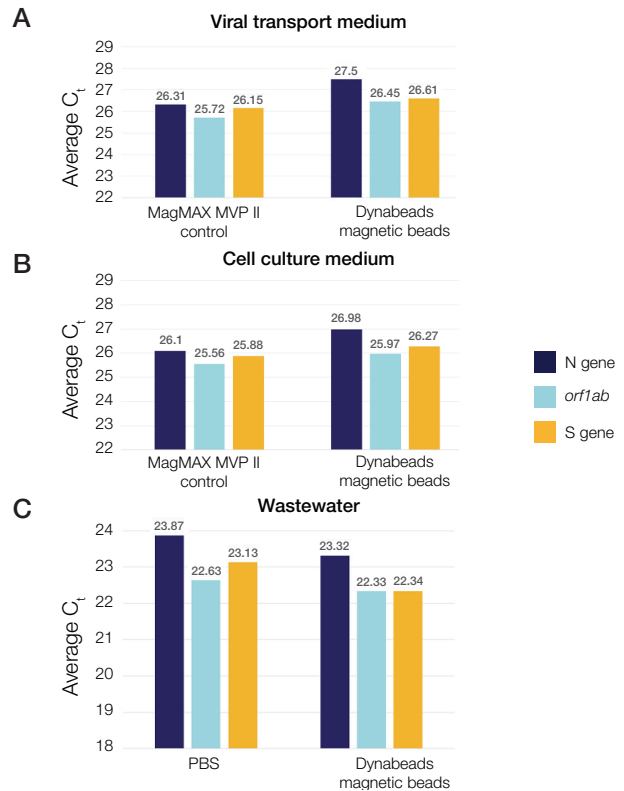 A
Viral transport medium
Average Ct
29
28
27
26
25
24
23
22
26.31
25.72
26.15
27.5
26.45
26.61
MagMAX MVP II
control
Dynabeads
magnetic beads
B
Cell culture medium
Average Ct
29
28
27
26
25
24
23
22
26.1
25.56
25.88
26.98
25.97
26.27
MagMAX MVP II
control
Dynabeads
magnetic beads
N gene
orf1ab
S gene
C
Wastewater
Average Ct
24
23
22
21
20
19
18
23.87
22.63
23.13
23.32
22.33
22.34
PBS
Dynabeads
magnetic beads